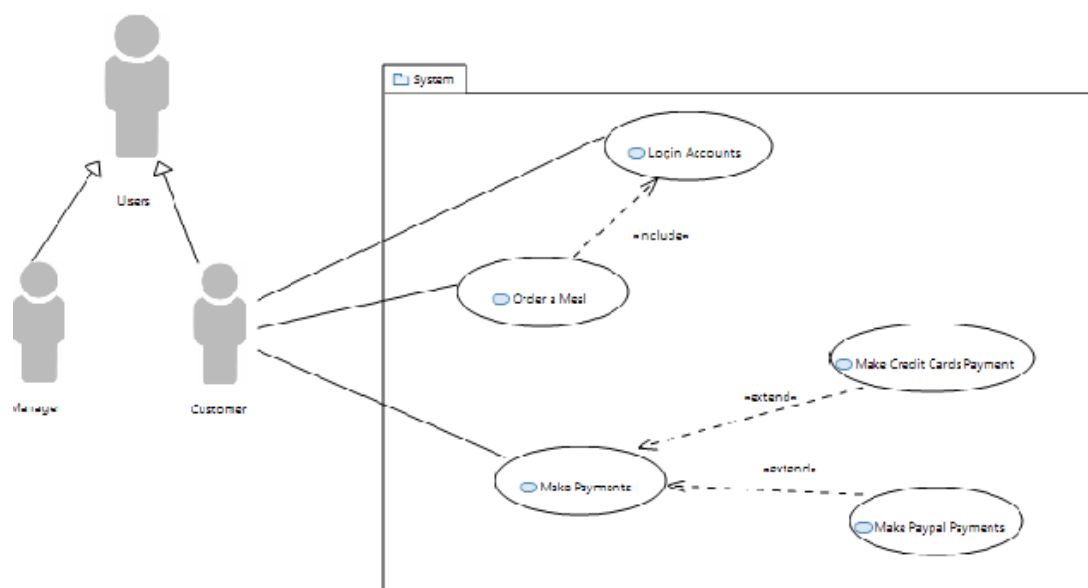 System
Login Accounts
Users
«include»
Order a Meal
Make Credit Cards Payment
Manage
Customer
«extend»
«extend»
Make Payments
Make Paypal Payments